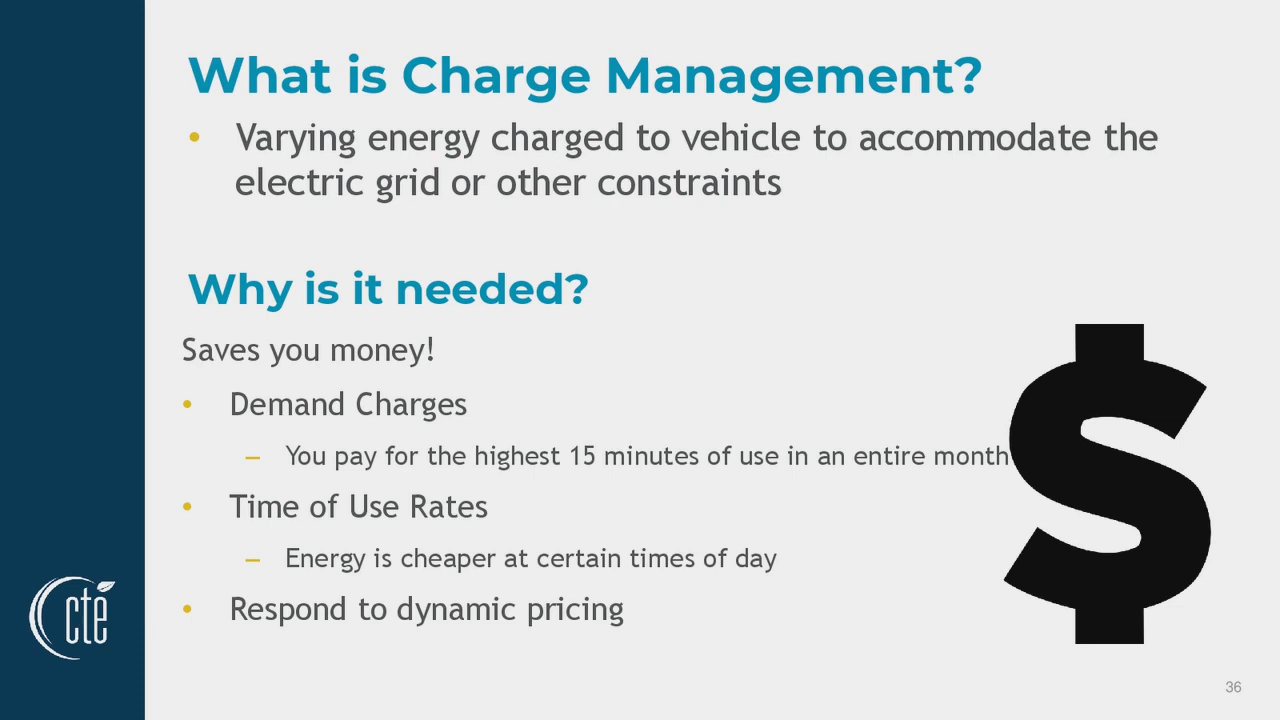 What is Charge Management?
• Varying energy charged to vehicle to accommodate the
electric grid or other constraints
Why is it needed?
Saves you money!
• Demand Charges
– You pay for the highest 15 minutes of use in an entire month
• Time of Use Rates
– Energy is cheaper at certain times of day
• Respond to dynamic pricing
$
cte
36